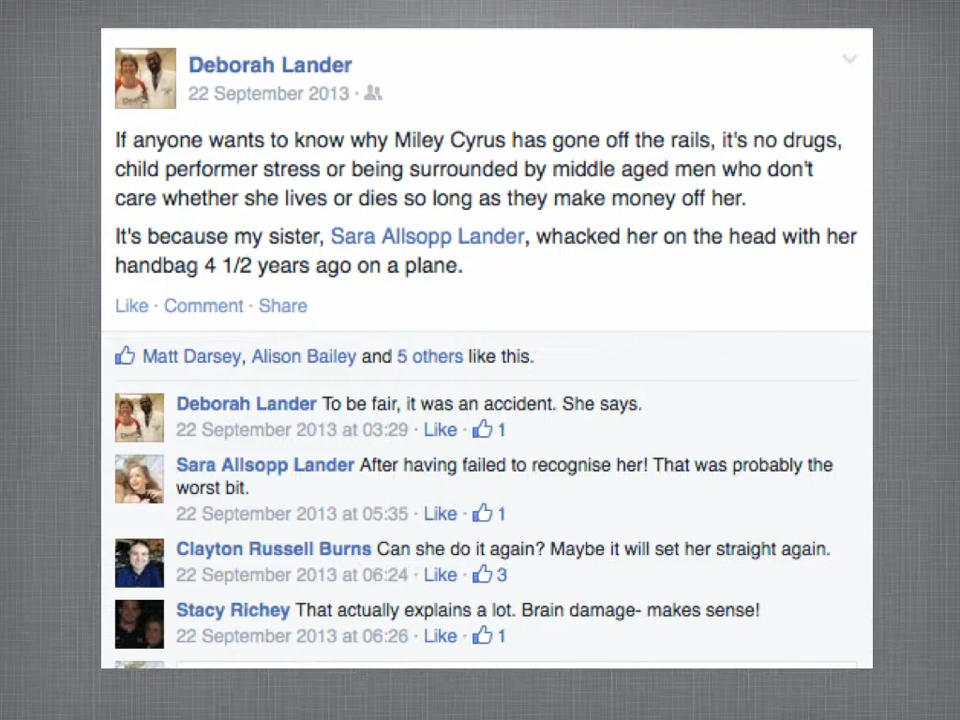 Deborah Lander
22 September 2013 ·
If anyone wants to know why Miley Cyrus has gone off the rails, it's no drugs,
child performer stress or being surrounded by middle aged men who don't
care whether she lives or dies so long as they make money off her.
It's because my sister, Sara Allsopp Lander, whacked her on the head with her
handbag 4 1/2 years ago on a plane.
Like · Comment · Share
Matt Darsey, Alison Bailey and 5 others like this.
Deborah Lander To be fair, it was an accident. She says.
22 September 2013 at 03:29 · Like · 1
Sara Allsopp Lander After having failed to recognise her! That was probably the
worst bit.
22 September 2013 at 05:35 · Like · 1
Clayton Russell Burns Can she do it again? Maybe it will set her straight again.
22 September 2013 at 06:24 · Like · 3
Stacy Richey That actually explains a lot. Brain damage- makes sense!
22 September 2013 at 06:26 · Like · 1